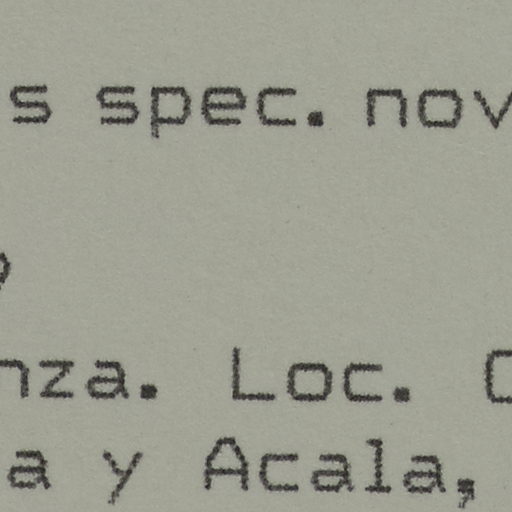 s spec. nov
nza. Loc.
a y Acala,